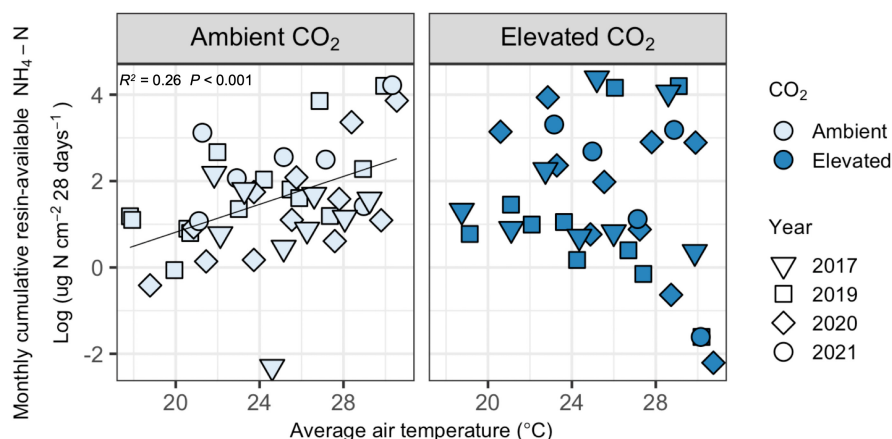 Ambient CO₂
Elevated CO₂
R² = 0.26 P < 0.001
Monthly cumulative resin-available NH₄ – N
Log (ug N cm⁻² 28 days⁻¹)
4
2
0
-2
20 24 28
20 24 28
Average air temperature (°C)
CO₂
Ambient
Elevated
Year
2017
2019
2020
2021